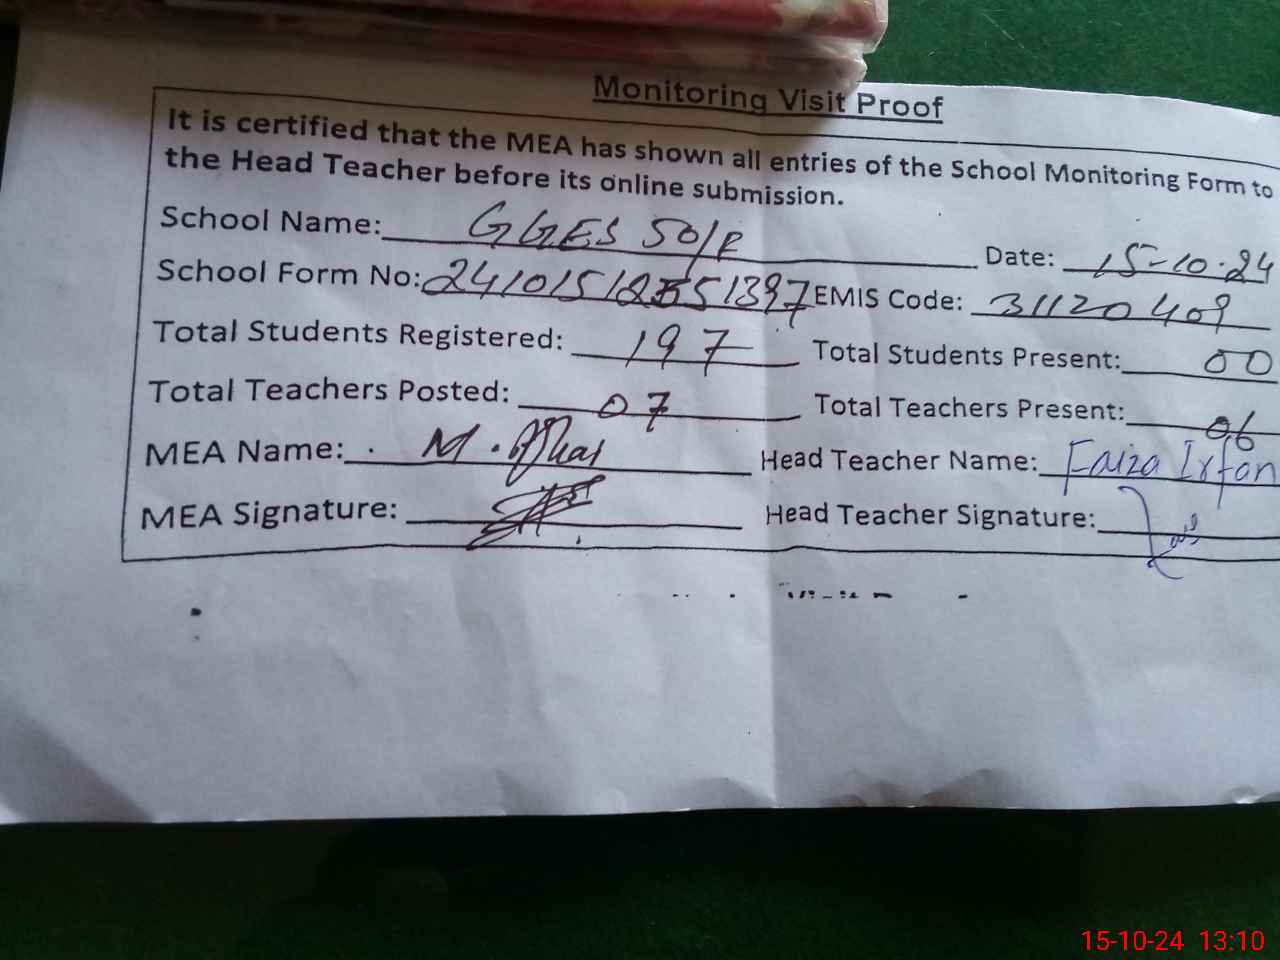 Monitoring Visit Proof
It is certified that the MEA has shown all entries of the School Monitoring Form to
the Head Teacher before its online submission.
School Name: GGES 50/P Date: 15-10-24
School Form No: EMIS Code: 31120409
Total Students Registered: 197 Total Students Present: 00
Total Teachers Posted: 07 Total Teachers Present: 06
MEA Name: M. Head Teacher Name: Faiza Irfan
MEA Signature: Head Teacher Signature:
15-10-24 13:10